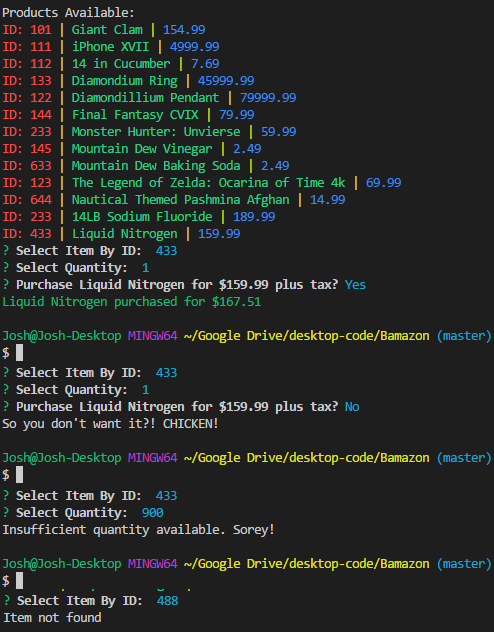 Products Available:
ID: 101 | Giant Clam | 154.99
ID: 111 | iPhone XVII | 4999.99
ID: 112 | 14 in Cucumber | 7.69
ID: 133 | Diamondium Ring | 45999.99
ID: 122 | Diamondillium Pendant | 79999.99
ID: 144 | Final Fantasy CVIX | 79.99
ID: 233 | Monster Hunter: Unvierse | 59.99
ID: 145 | Mountain Dew Vinegar | 2.49
ID: 633 | Mountain Dew Baking Soda | 2.49
ID: 123 | The Legend of Zelda: Ocarina of Time 4k | 69.99
ID: 644 | Nautical Themed Pashmina Afghan | 14.99
ID: 233 | 14LB Sodium Fluoride | 189.99
ID: 433 | Liquid Nitrogen | 159.99
? Select Item By ID:  433
? Select Quantity:  1
? Purchase Liquid Nitrogen for $159.99 plus tax? Yes
Liquid Nitrogen purchased for $167.51
Josh@Josh-Desktop MINGW64 ~/Google Drive/desktop-code/Bamazon (master)
$
? Select Item By ID:  433
? Select Quantity:  1
? Purchase Liquid Nitrogen for $159.99 plus tax? No
So you don't want it?! CHICKEN!
Josh@Josh-Desktop MINGW64 ~/Google Drive/desktop-code/Bamazon (master)
$
? Select Item By ID:  433
? Select Quantity:  900
Insufficient quantity available. Sorey!
Josh@Josh-Desktop MINGW64 ~/Google Drive/desktop-code/Bamazon (master)
$
? Select Item By ID:  488
Item not found